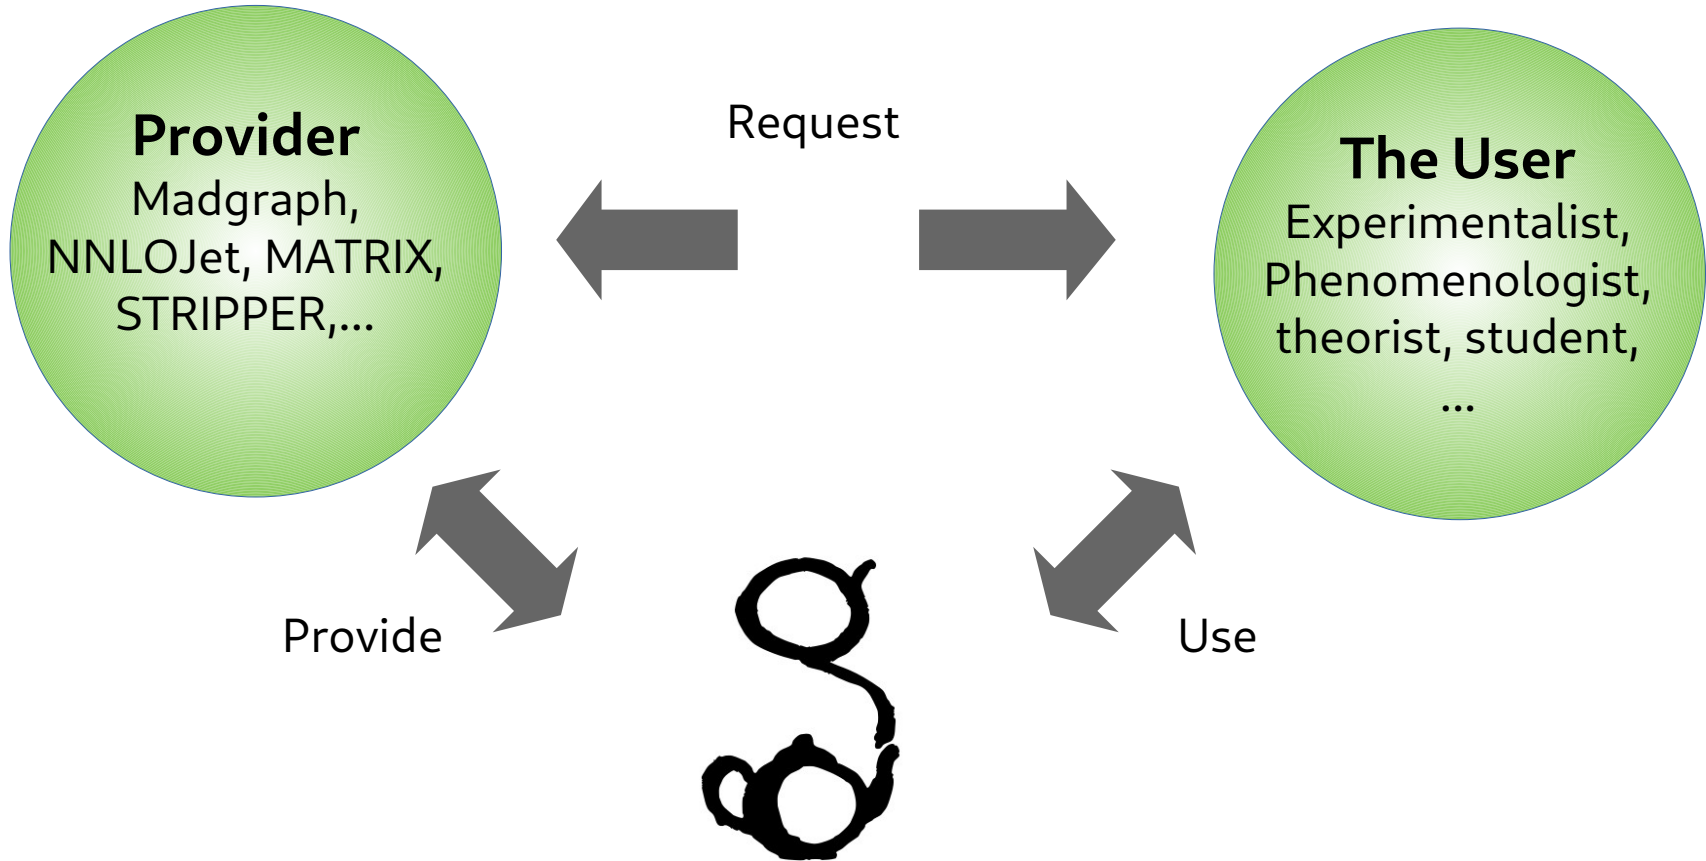 Provider
Madgraph,
NNLOJet, MATRIX,
STRIPPER,...
Request
The User
Experimentalist,
Phenomenologist,
theorist, student,
...
Provide
Use